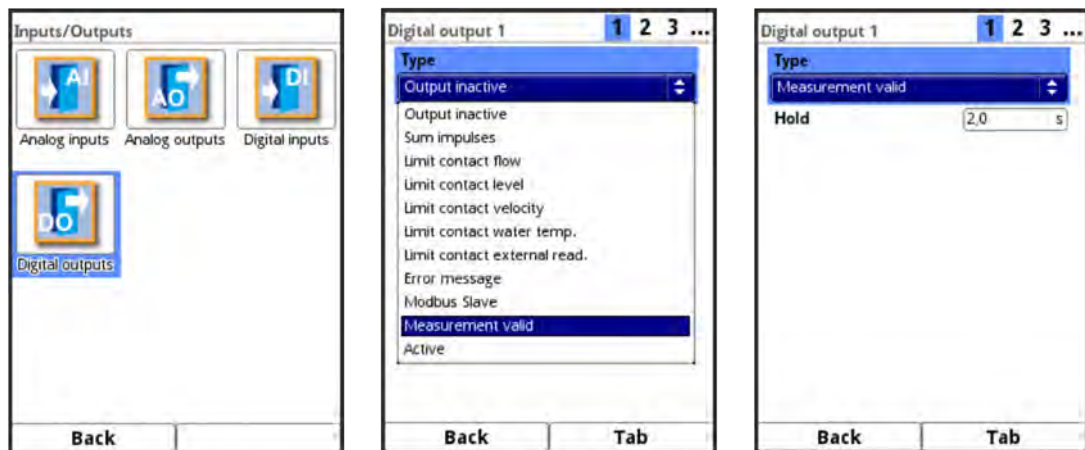 Inputs/Outputs
AI
AO
DI
Analog inputs
Analog outputs
Digital inputs
DO
Digital outputs
Back
Digital output 1
1 2 3 ...
Type
Output inactive
Output inactive
Sum impulses
Limit contact flow
Limit contact level
Limit contact velocity
Limit contact water temp.
Limit contact external read.
Error message
Modbus Slave
Measurement valid
Active
Back
Tab
Digital output 1
1 2 3 ...
Type
Measurement valid
Hold 2,0 s
Back
Tab